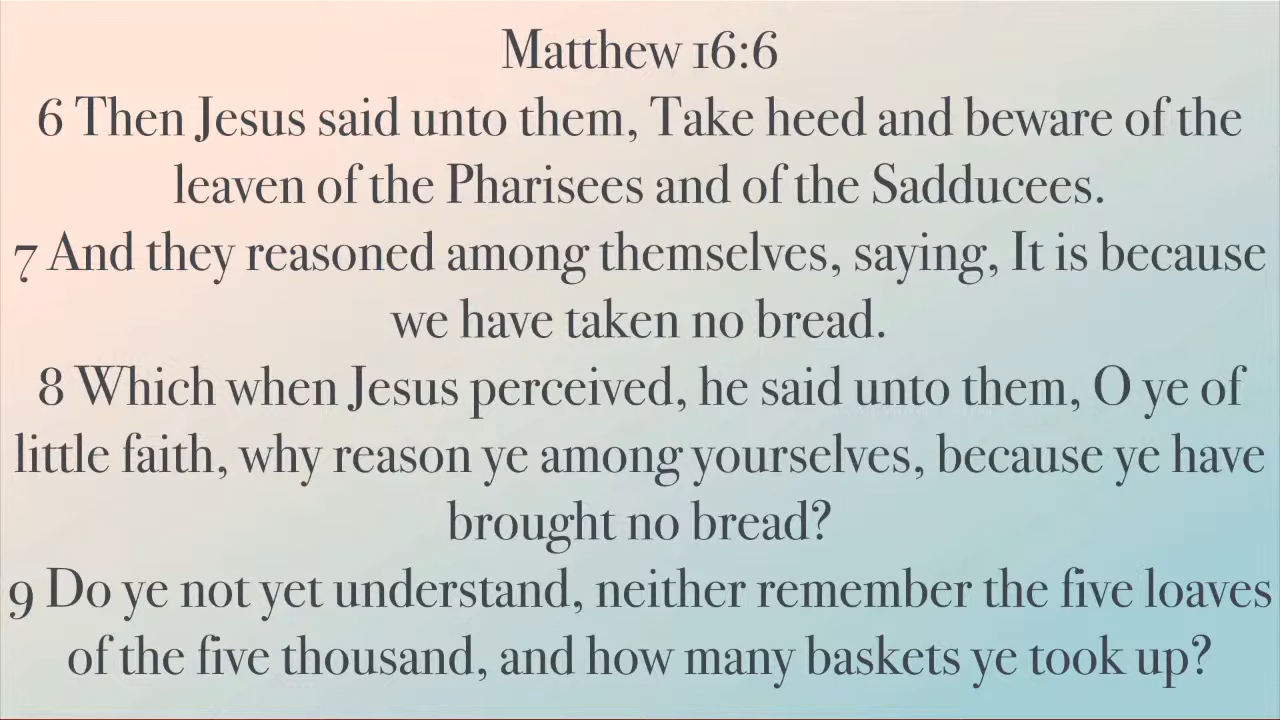 Matthew 16:6
6 Then Jesus said unto them, Take heed and beware of the
leaven of the Pharisees and of the Sadducees.
7 And they reasoned among themselves, saying, It is because
we have taken no bread.
8 Which when Jesus perceived, he said unto them, O ye of
little faith, why reason ye among yourselves, because ye have
brought no bread?
9 Do ye not yet understand, neither remember the five loaves
of the five thousand, and how many baskets ye took up?